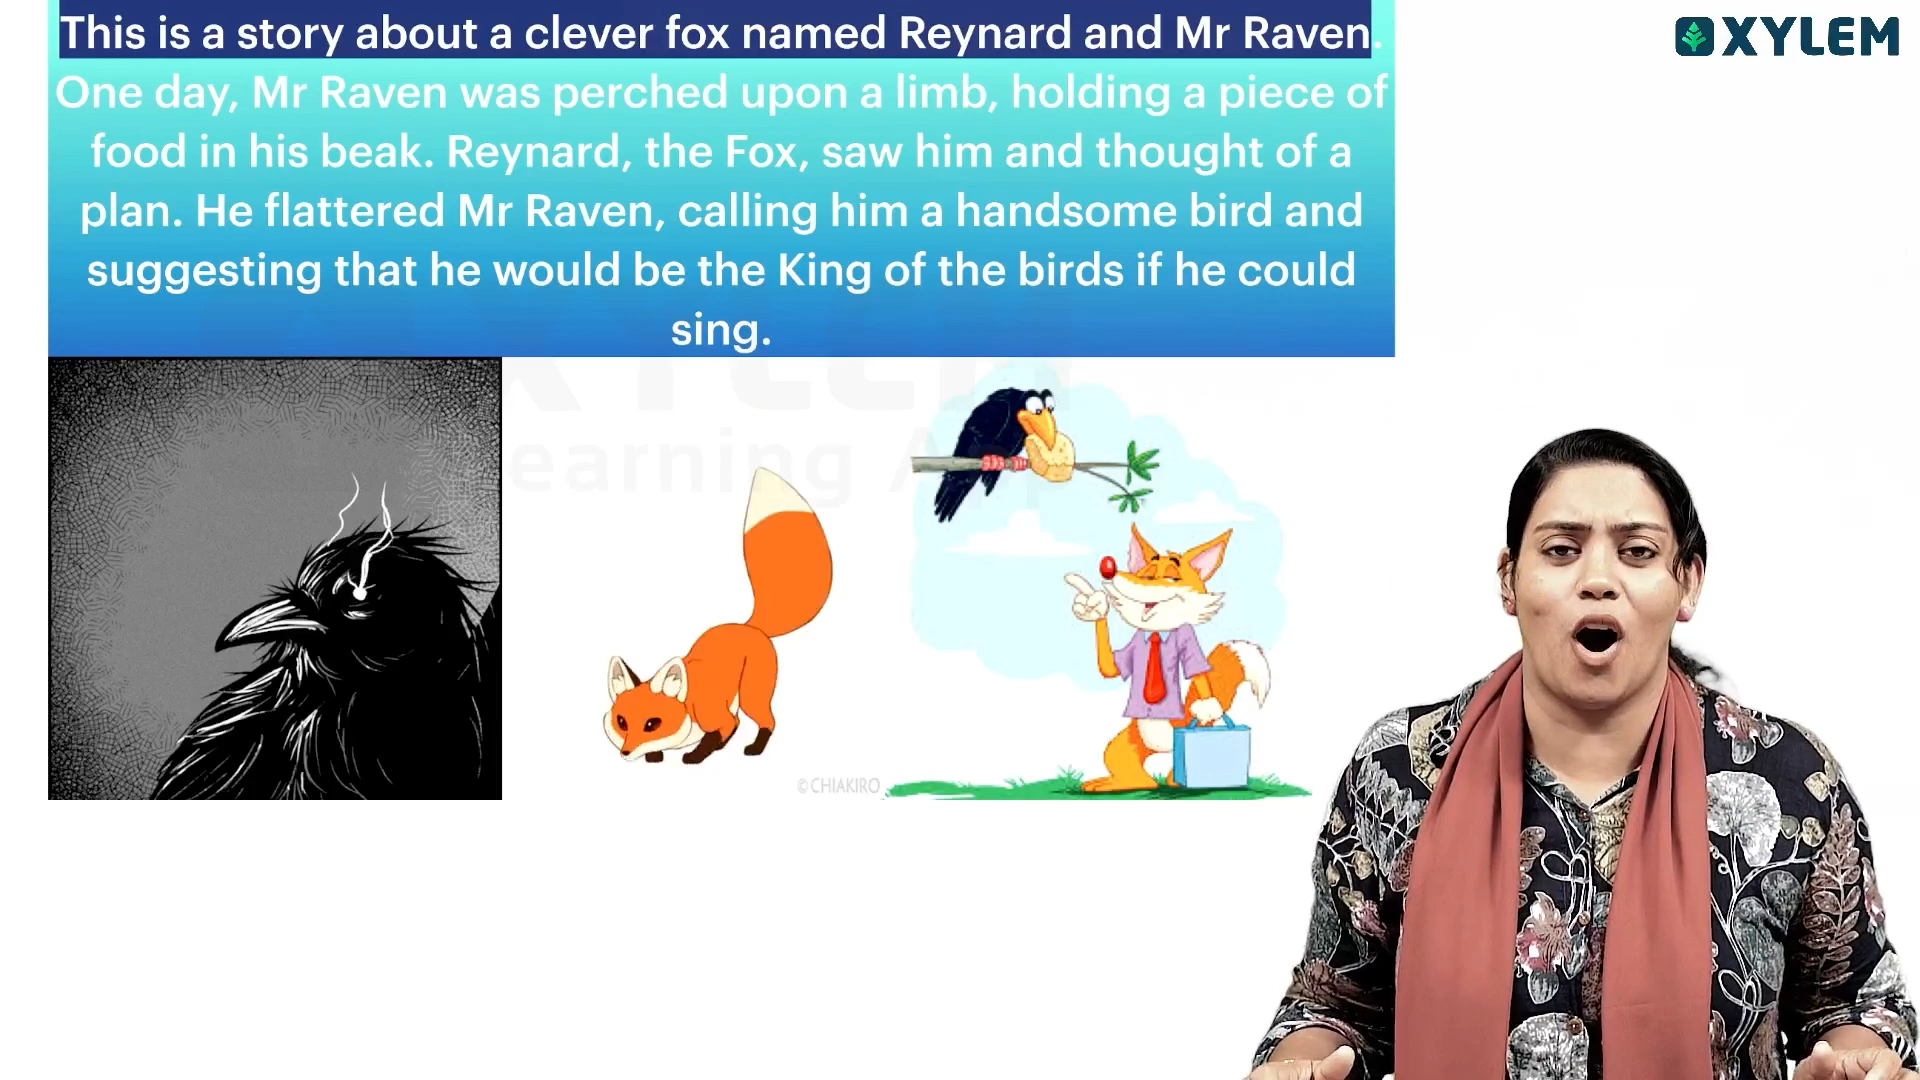 This is a story about a clever fox named Reynard and Mr Raven.
One day, Mr Raven was perched upon a limb, holding a piece of
food in his beak. Reynard, the Fox, saw him and thought of a
plan. He flattered Mr Raven, calling him a handsome bird and
suggesting that he would be the King of the birds if he could
sing.
XYLEM
XYLEM
Learning App
©CHIAKIRO